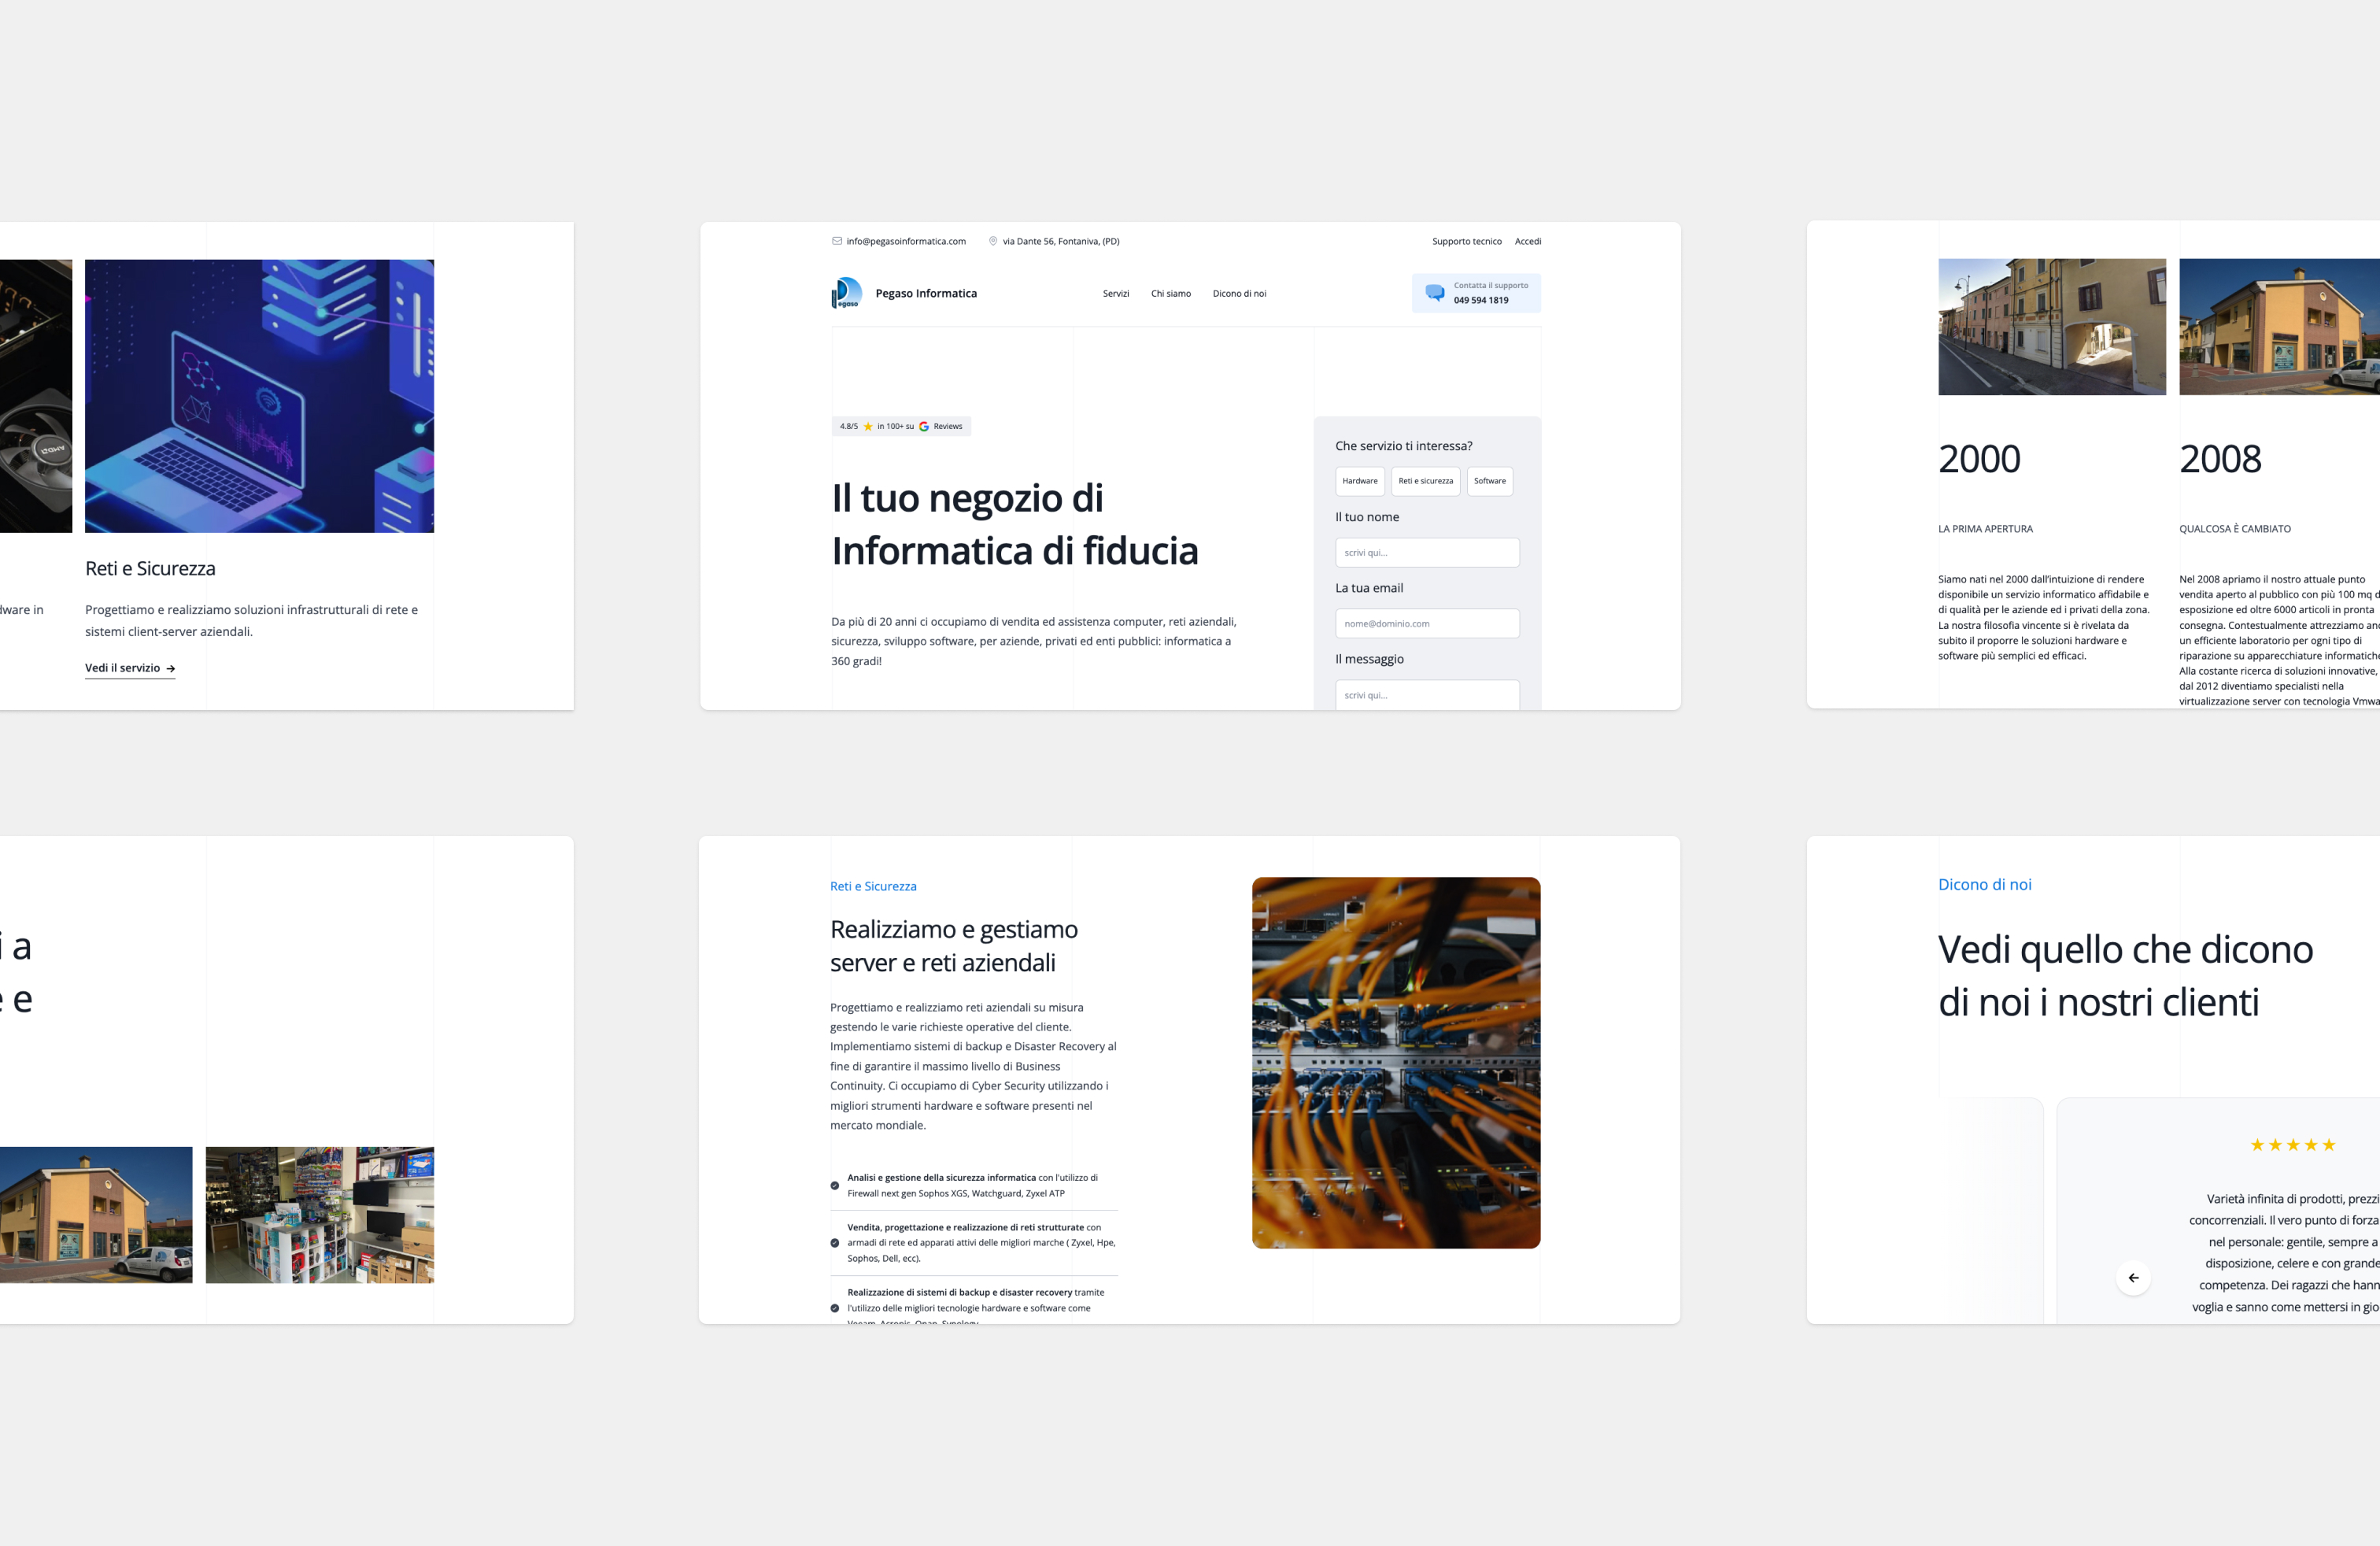 Reti e Sicurezza
Progettiamo e realizziamo soluzioni infrastrutturali di rete e
sistemi client-server aziendali.
Vedi il servizio
info@pegasoinformatica.com
via Dante 56, Fontaniva, (PD)
Supporto tecnico
Accedi
egaso
Pegaso Informatica
Servizi
Chi siamo
Dicono di noi
Contatta il supporto
049 594 1819
4.8/5 in 100+ su Reviews
Il tuo negozio di
Informatica di fiducia
Da più di 20 anni ci occupiamo di vendita ed assistenza computer, reti aziendali,
sicurezza, sviluppo software, per aziende, privati ed enti pubblici: informatica a
360 gradi!
Che servizio ti interessa?
Hardware
Reti e sicurezza
Software
Il tuo nome
scrivi qui...
La tua email
nome@dominio.com
Il messaggio
scrivi qui...
2000
LA PRIMA APERTURA
Siamo nati nel 2000 dall'intuizione di rendere
disponibile un servizio informatico affidabile e
di qualità per le aziende ed i privati della zona.
La nostra filosofia vincente si è rivelata da
subito il proporre le soluzioni hardware e
software più semplici ed efficaci.
2008
QUALCOSA È CAMBIATO
Nel 2008 apriamo il nostro attuale punto
vendita aperto al pubblico con più 100 mq d
esposizione ed oltre 6000 articoli in pronta
consegna. Contestualmente attrezziamo anc
un efficiente laboratorio per ogni tipo di
riparazione su apparecchiature informatiche
Alla costante ricerca di soluzioni innovative,
dal 2012 diventiamo specialisti nella
virtualizzazione server con tecnologia Vmwa
i a
e e
Reti e Sicurezza
Realizziamo e gestiamo
server e reti aziendali
Progettiamo e realizziamo reti aziendali su misura
gestendo le varie richieste operative del cliente.
Implementiamo sistemi di backup e Disaster Recovery al
fine di garantire il massimo livello di Business
Continuity. Ci occupiamo di Cyber Security utilizzando i
migliori strumenti hardware e software presenti nel
mercato mondiale.
Analisi e gestione della sicurezza informatica con l'utilizzo di
Firewall next gen Sophos XGS, Watchguard, Zyxel ATP
Vendita, progettazione e realizzazione di reti strutturate con
armadi di rete ed apparati attivi delle migliori marche ( Zyxel, Hpe,
Sophos, Dell, ecc).
Realizzazione di sistemi di backup e disaster recovery tramite
l'utilizzo delle migliori tecnologie hardware e software come
Veeam, Acronis, Qnap, Synology
Dicono di noi
Vedi quello che dicono
di noi i nostri clienti
Varietà infinita di prodotti, prezzi
concorrenziali. Il vero punto di forza
nel personale: gentile, sempre a
disposizione, celere e con grande
competenza. Dei ragazzi che hann
voglia e sanno come mettersi in gio